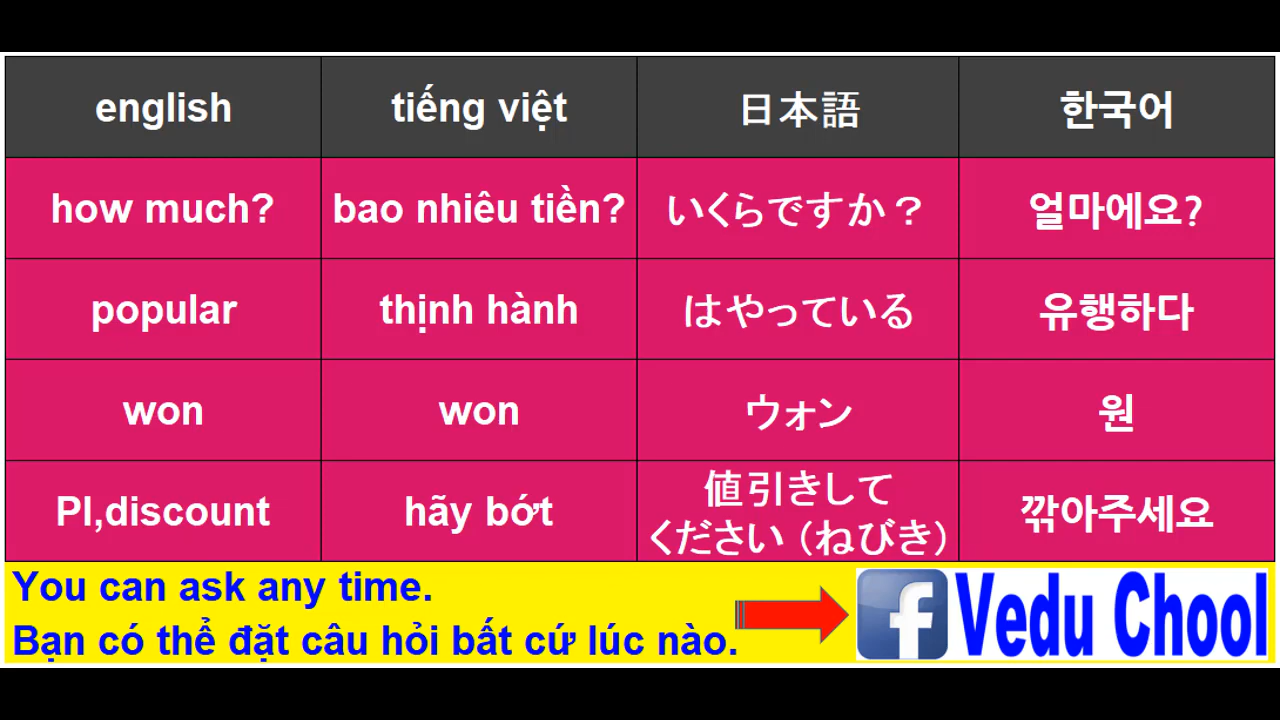 english tiếng việt 日本語 한국어
how much? bao nhiêu tiền? いくらですか？ 얼마에요?
popular thịnh hành はやっている 유행하다
won won ウォン 원
Pl,discount hãy bớt 値引きして
ください（ねびき） 깎아주세요
You can ask any time.
Bạn có thể đặt câu hỏi bất cứ lúc nào.
f Vedu Chool